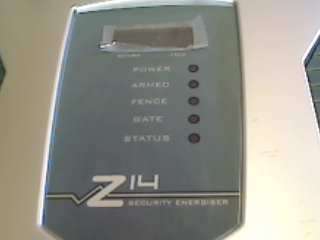 POWER
ARMED
FENCE
GATE
STATUS
Z14
SECURITY ENERGISER